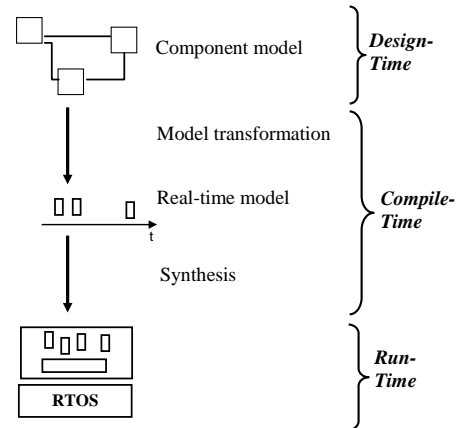 Component model
Design-
Time
Model transformation
Real-time model
t
Compile-
Time
Synthesis
RTOS
Run-
Time